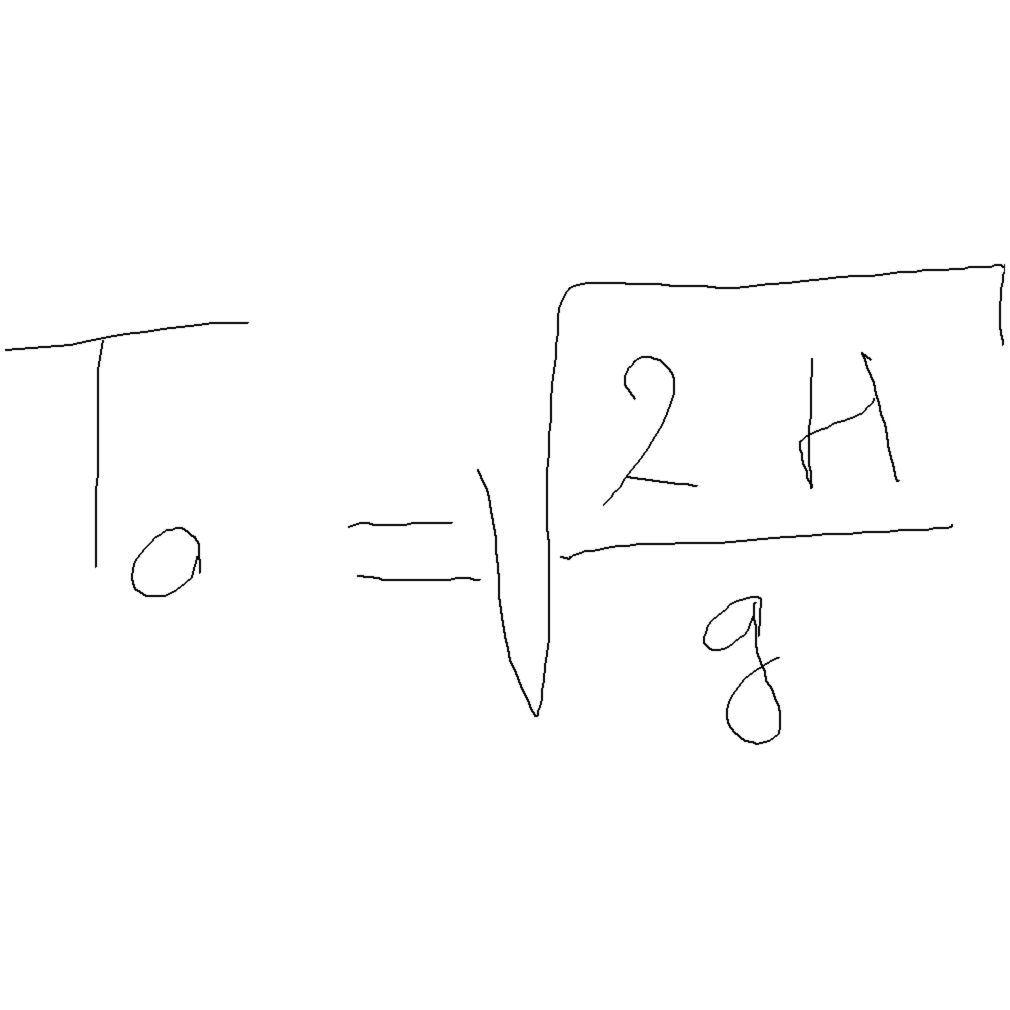 T₀ = √(2H/g)